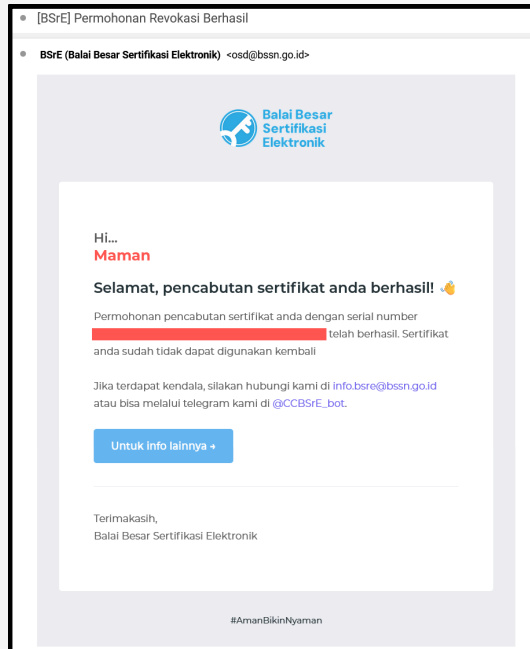 [BSrE] Permohonan Revokasi Berhasil
BSrE (Balai Besar Sertifikasi Elektronik) <osd@bssn.go.id>
Balai Besar
Sertifikasi
Elektronik
Hi...
Maman
Selamat, pencabutan sertifikat anda berhasil! 👏
Permohonan pencabutan sertifikat anda dengan serial number
telah berhasil. Sertifikat
anda sudah tidak dapat digunakan kembali
Jika terdapat kendala, silakan hubungi kami di info.bsre@bssn.go.id
atau bisa melalui telegram kami di @CCBSrE_bot.
Untuk info lainnya →
Terimakasih,
Balai Besar Sertifikasi Elektronik
#AmanBikinNyaman